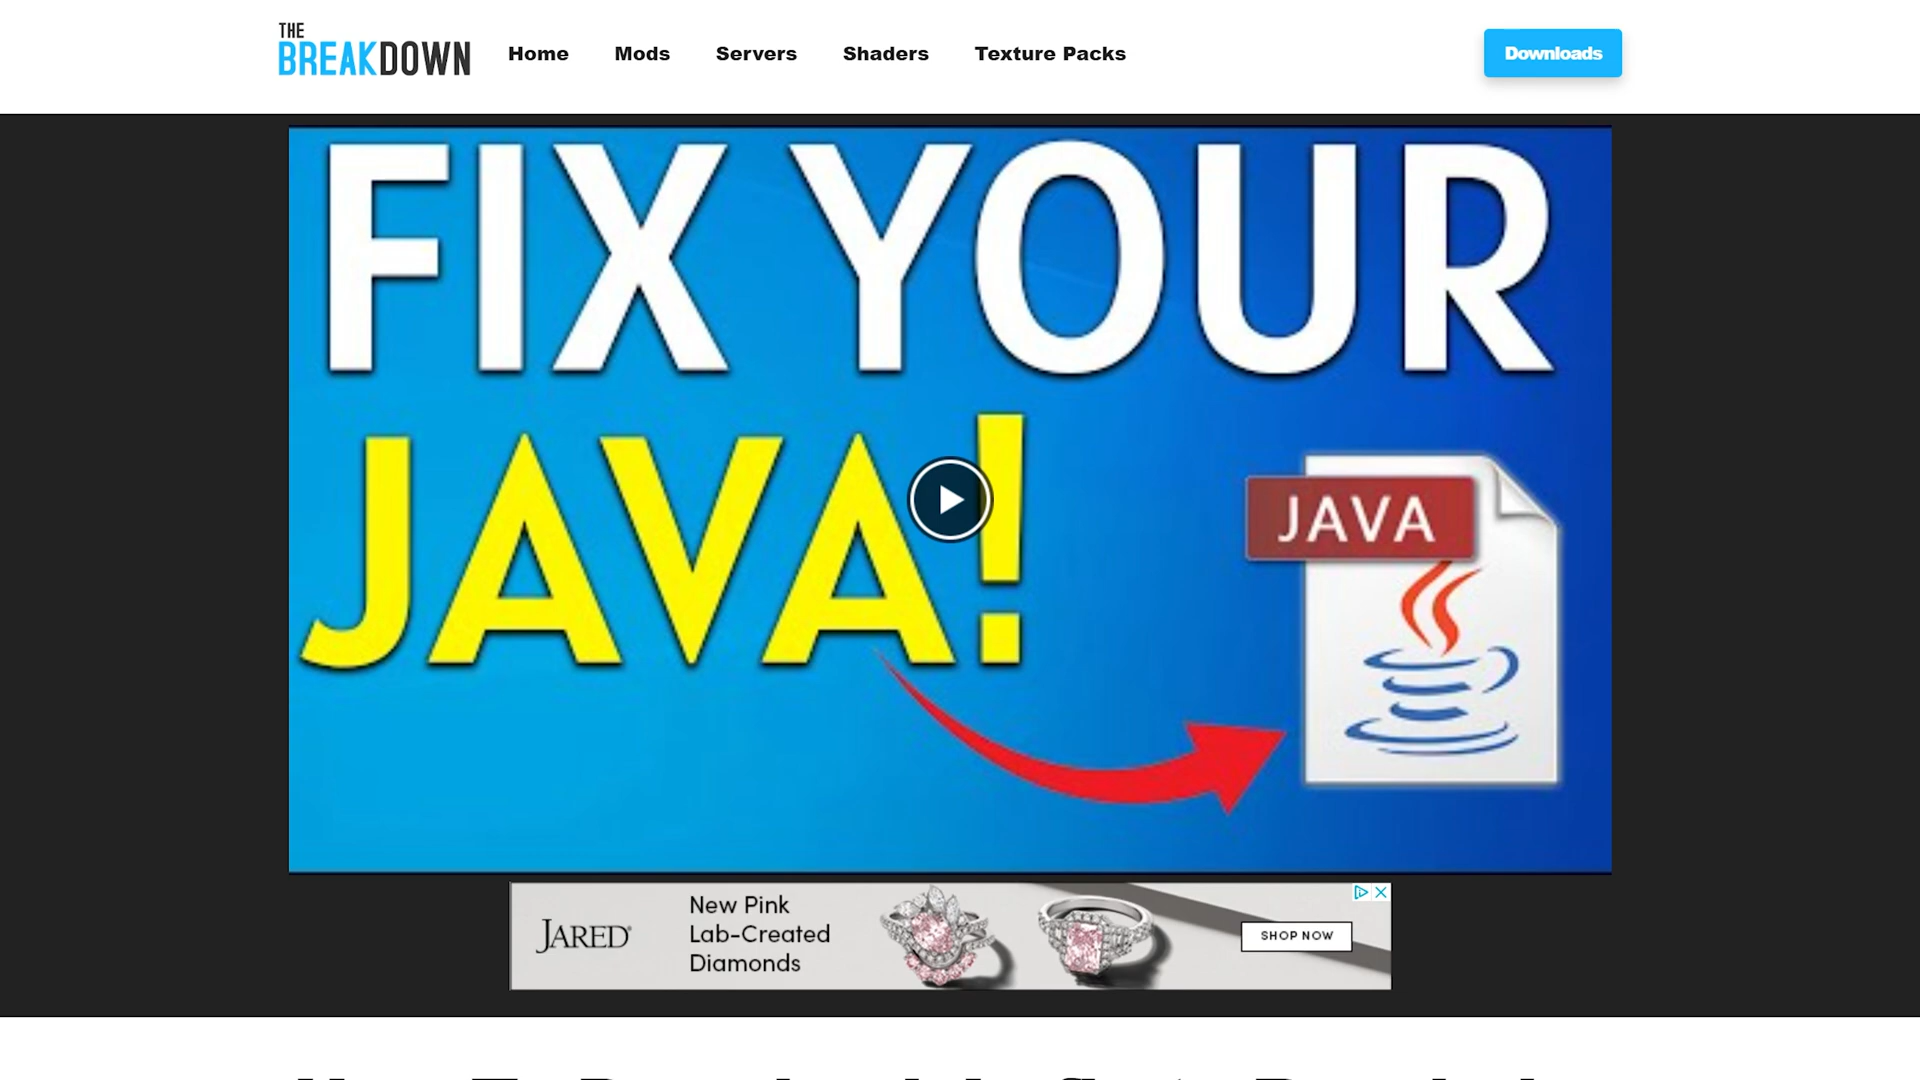 THE
BREAKDOWN
Home
Mods
Servers
Shaders
Texture Packs
Downloads
FIX YOUR
JAVA!
JAVA
JARED
New Pink
Lab-Created
Diamonds
SHOP NOW